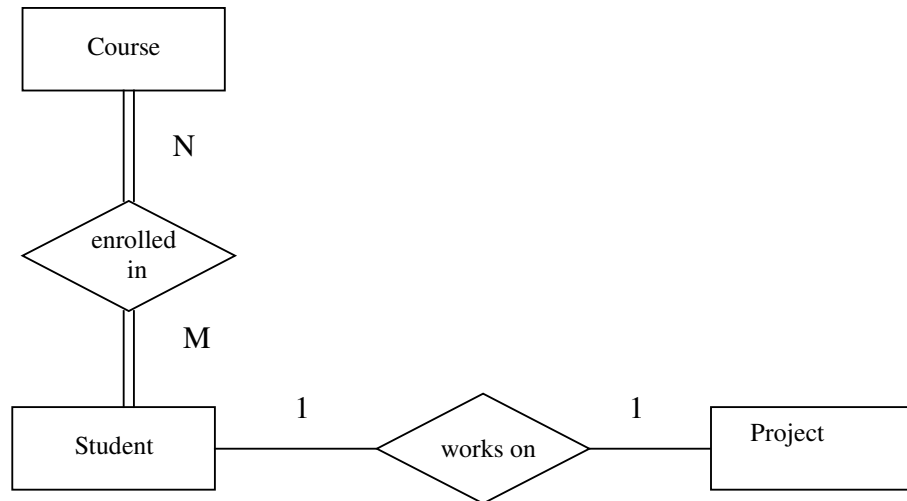 Course
N
enrolled
in
M
1
1
Student
works on
Project